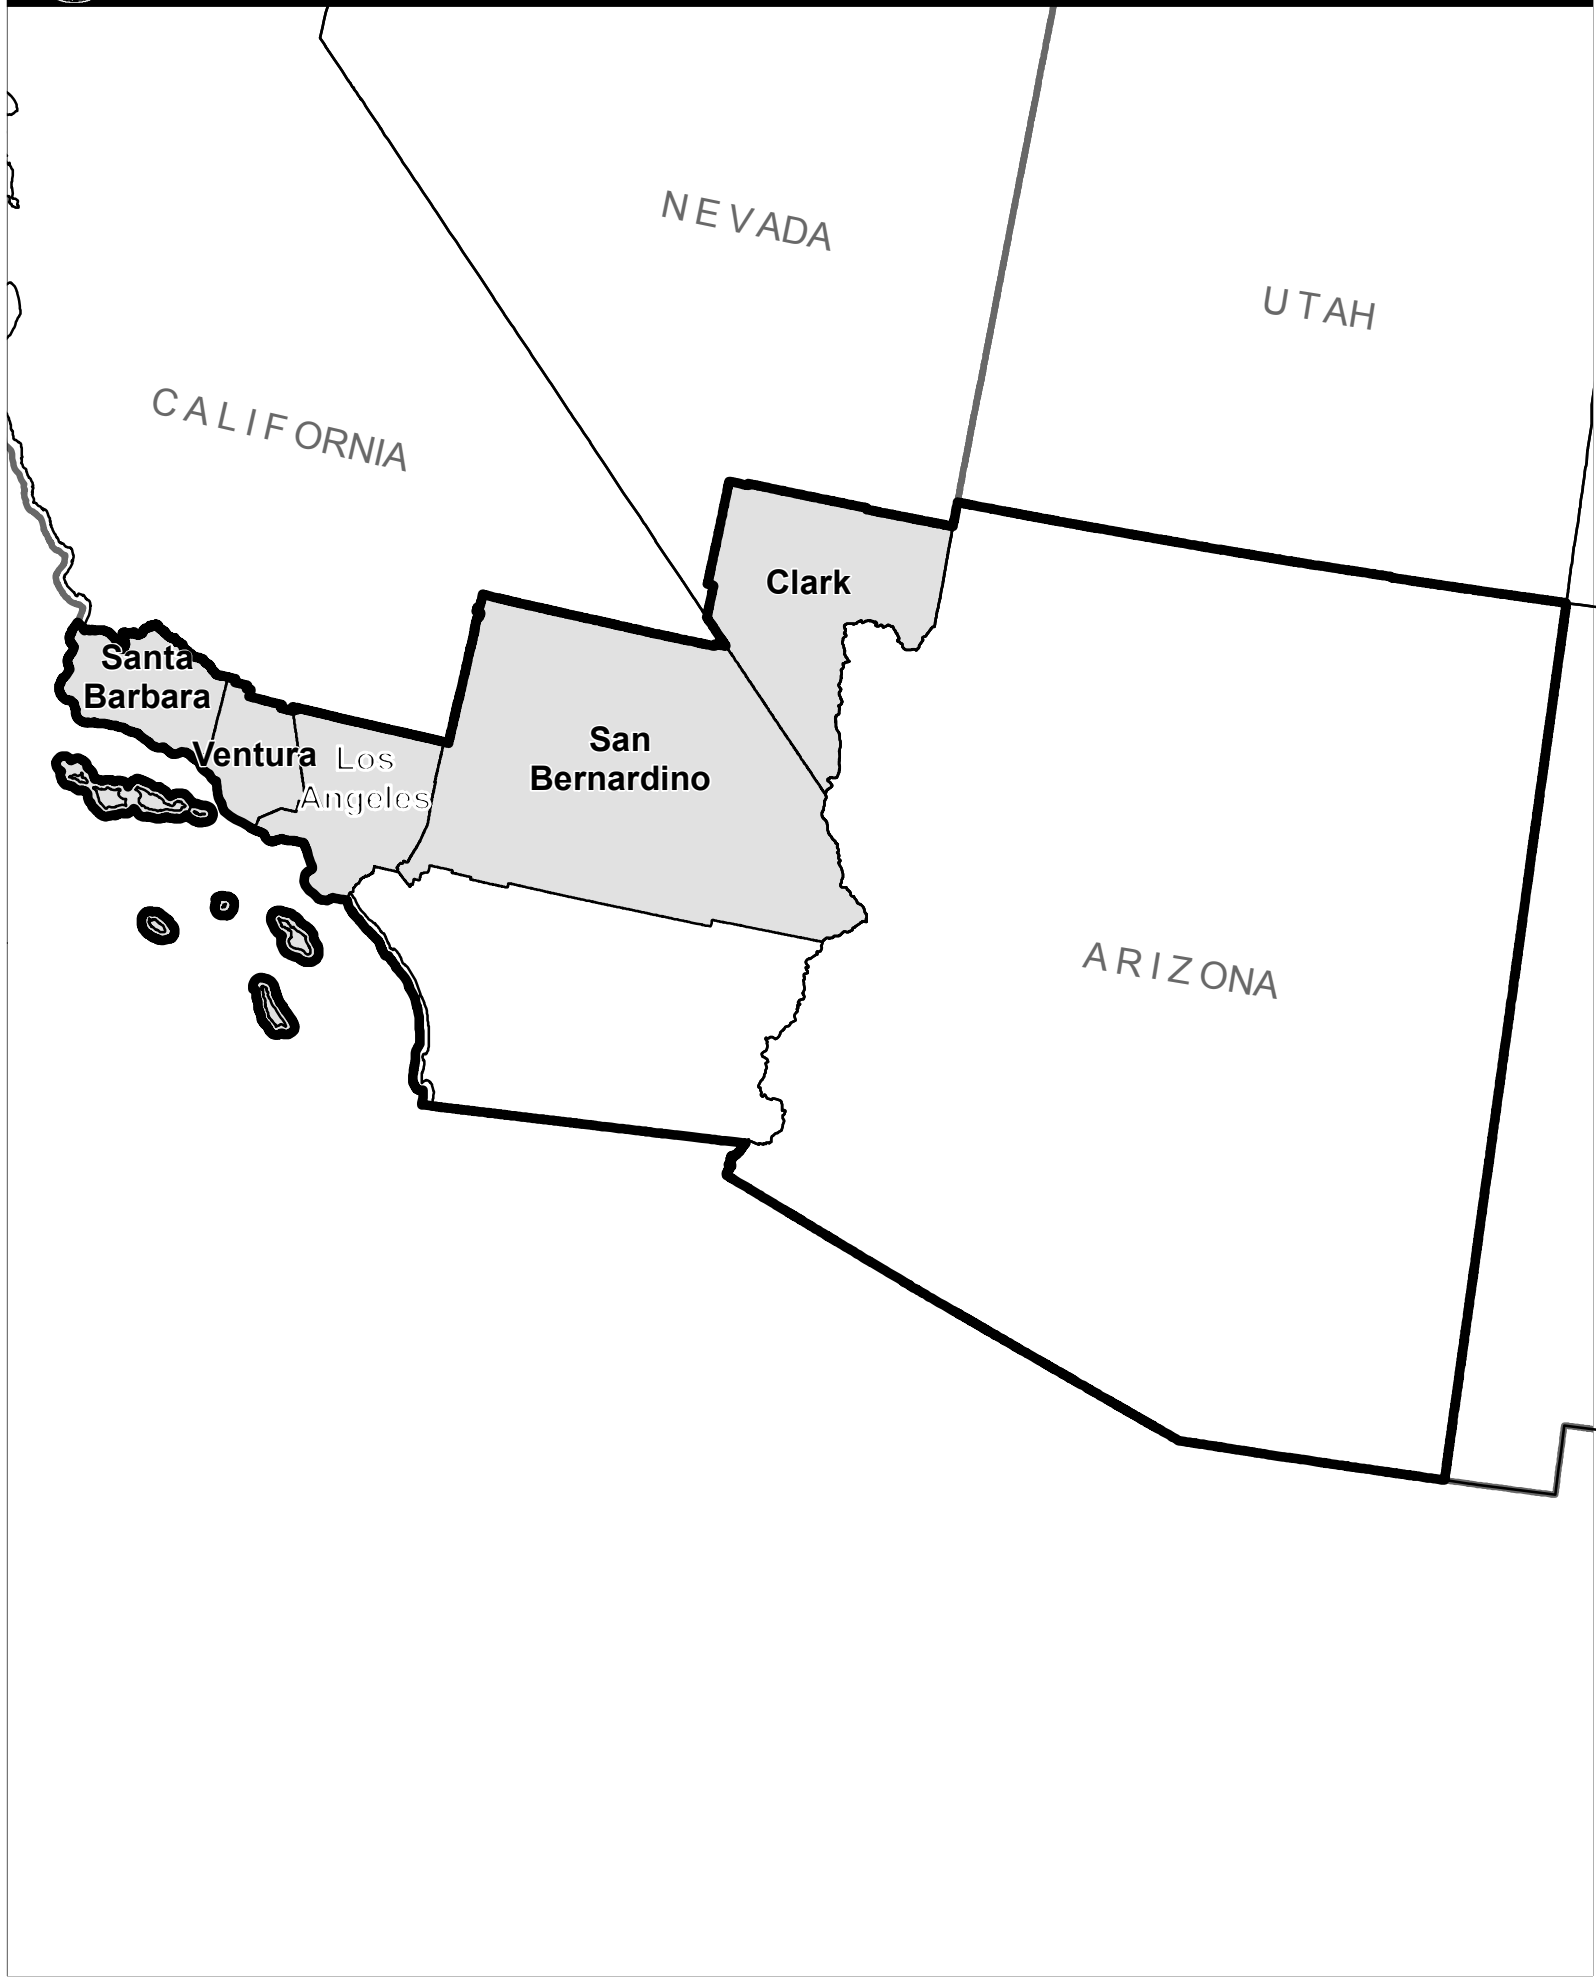 NEVADA
UTAH
CALIFORNIA
Clark
Santa
Barbara
Ventura
Los
Angeles
San
Bernardino
ARIZONA